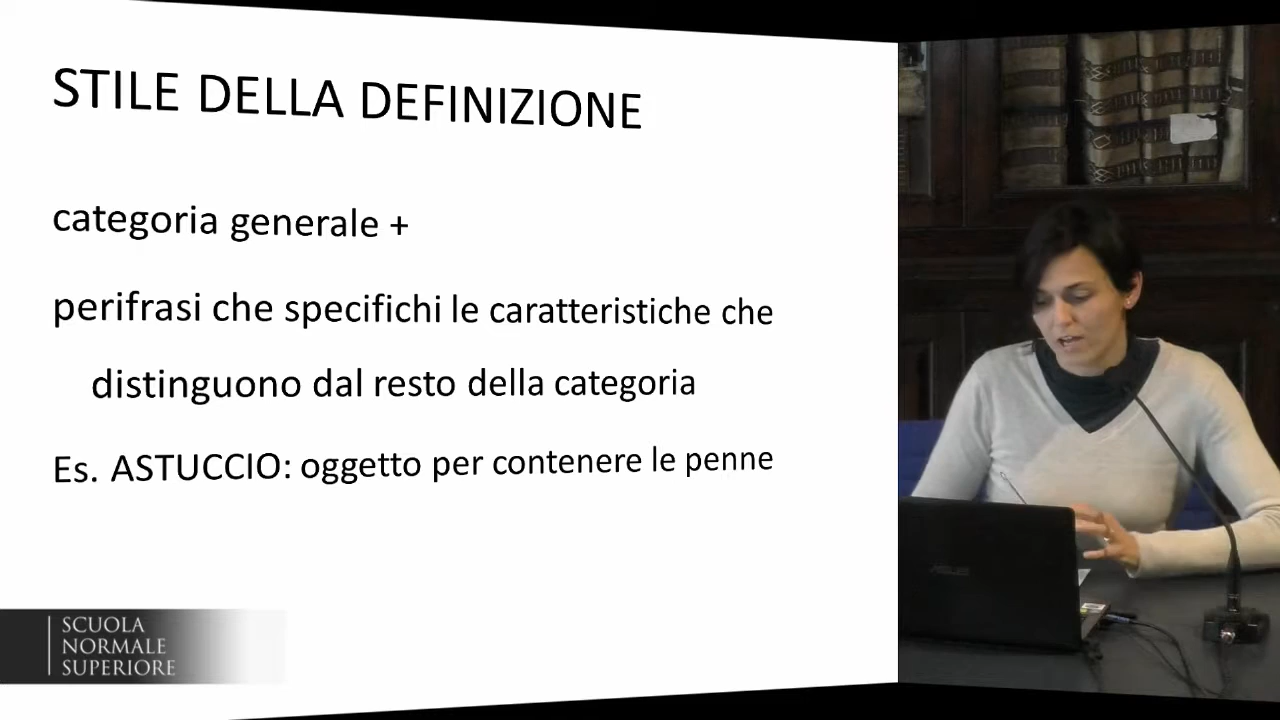 STILE DELLA DEFINIZIONE
categoria generale +
perifrasi che specifichi le caratteristiche che
distinguono dal resto della categoria
Es. ASTUCCIO: oggetto per contenere le penne
SCUOLA
NORMALE
SUPERIORE
ASUS